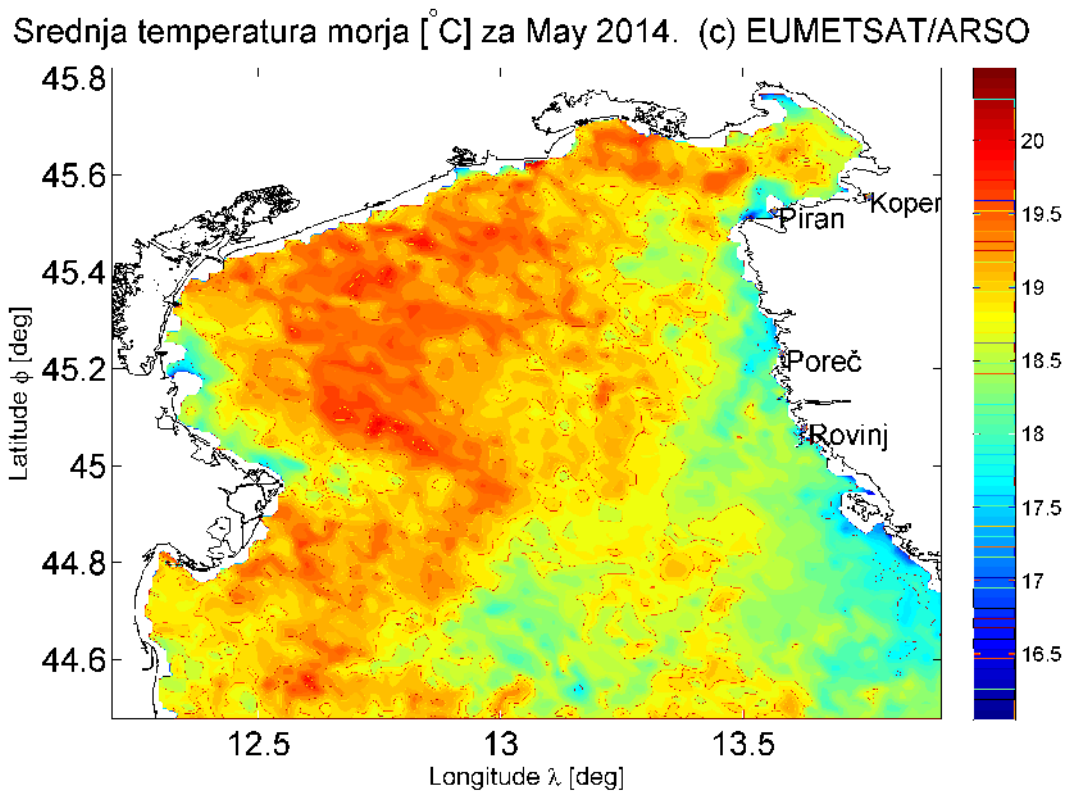 Srednja temperatura morja [°C] za May 2014. (c) EUMETSAT/ARSO
45.8
45.6
45.4
45.2
45
44.8
44.6
Latitude ϕ [deg]
12.5
13
13.5
Longitude λ [deg]
Koper
Piran
Poreč
Rovinj
20
19.5
19
18.5
18
17.5
17
16.5